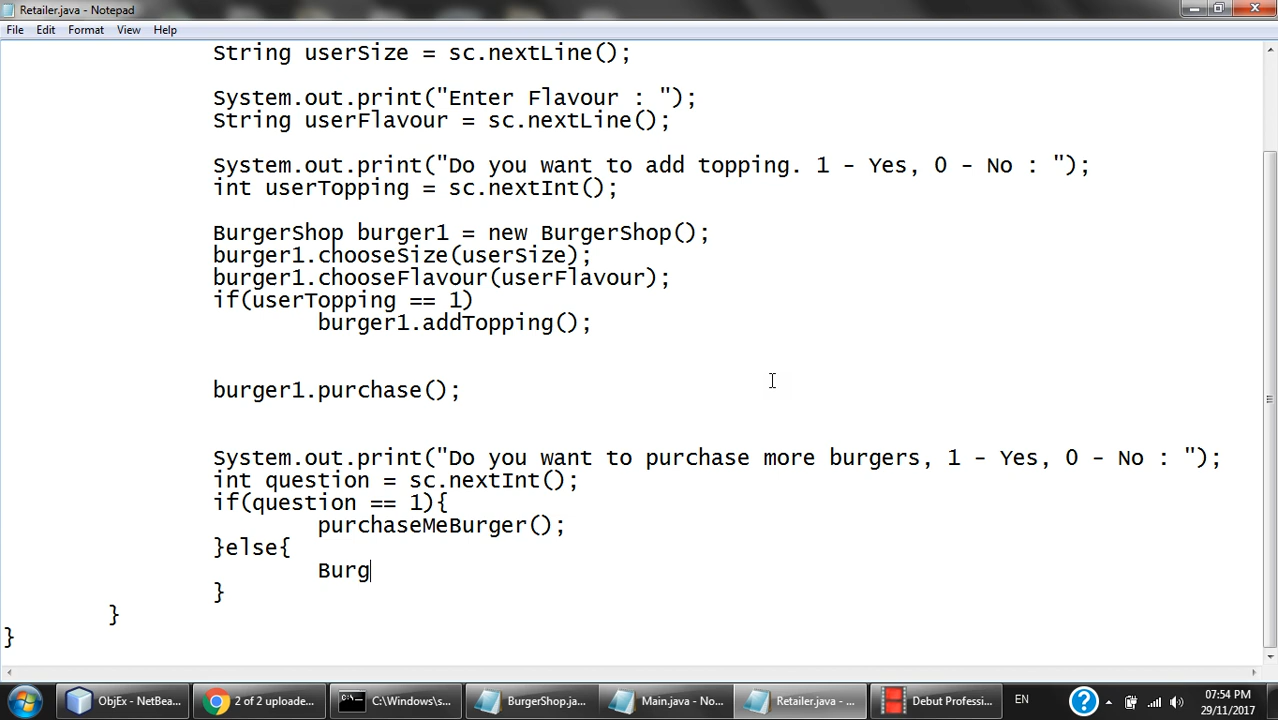 Retailer.java - Notepad
File Edit Format View Help
String userSize = sc.nextLine();
System.out.print("Enter Flavour : ");
String userFlavour = sc.nextLine();
System.out.print("Do you want to add topping. 1 - Yes, 0 - No : ");
int userTopping = sc.nextInt();
BurgerShop burger1 = new BurgerShop();
burger1.chooseSize(userSize);
burger1.chooseFlavour(userFlavour);
if(userTopping == 1)
burger1.addTopping();
burger1.purchase();
System.out.print("Do you want to purchase more burgers, 1 - Yes, 0 - No : ");
int question = sc.nextInt();
if(question == 1){
purchaseMeBurger();
}else{
Burg
}
}
}
ObjEx - NetBea... 2 of 2 uploade... C:\Windows\s... BurgerShop.ja... Main.java - No... Retailer.java - ... Debut Professi... EN 07:54 PM
29/11/2017